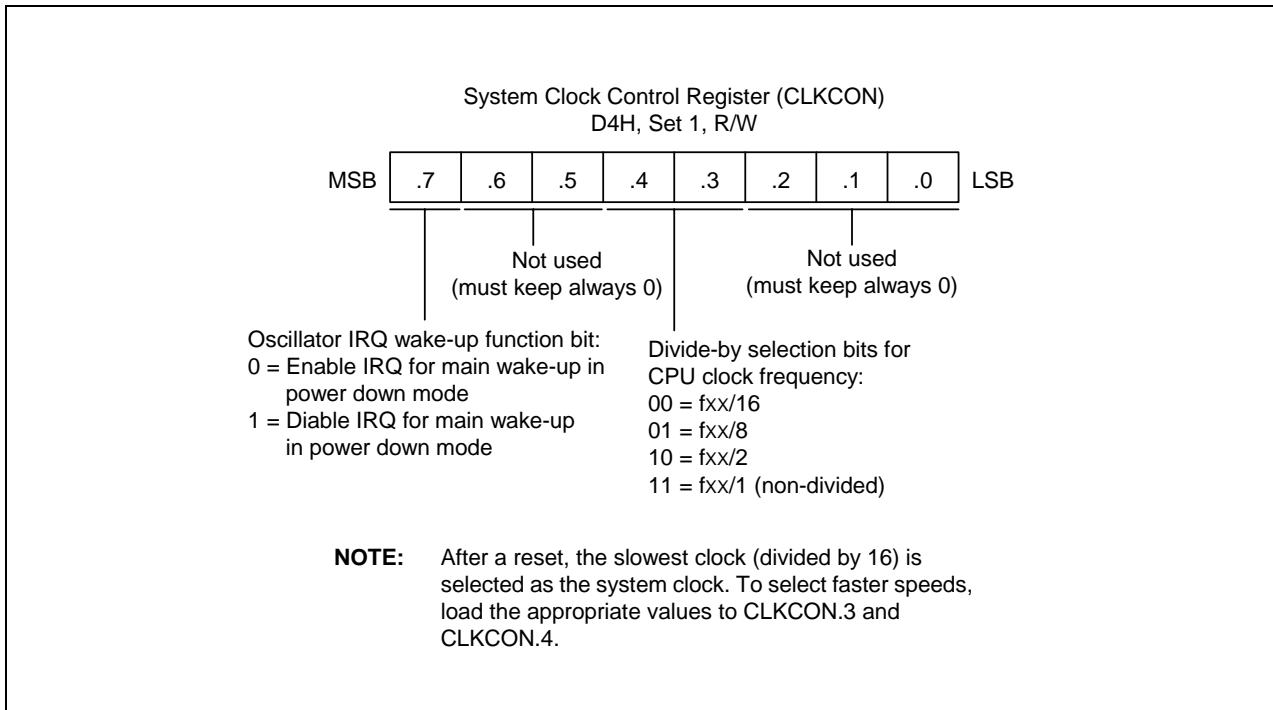 System Clock Control Register (CLKCON)
D4H, Set 1, R/W
MSB .7 .6 .5 .4 .3 .2 .1 .0 LSB
Not used
(must keep always 0)
Not used
(must keep always 0)
Oscillator IRQ wake-up function bit:
0 = Enable IRQ for main wake-up in
power down mode
1 = Diable IRQ for main wake-up
in power down mode
Divide-by selection bits for
CPU clock frequency:
00 = fxx/16
01 = fxx/8
10 = fxx/2
11 = fxx/1 (non-divided)
NOTE: After a reset, the slowest clock (divided by 16) is
selected as the system clock. To select faster speeds,
load the appropriate values to CLKCON.3 and
CLKCON.4.